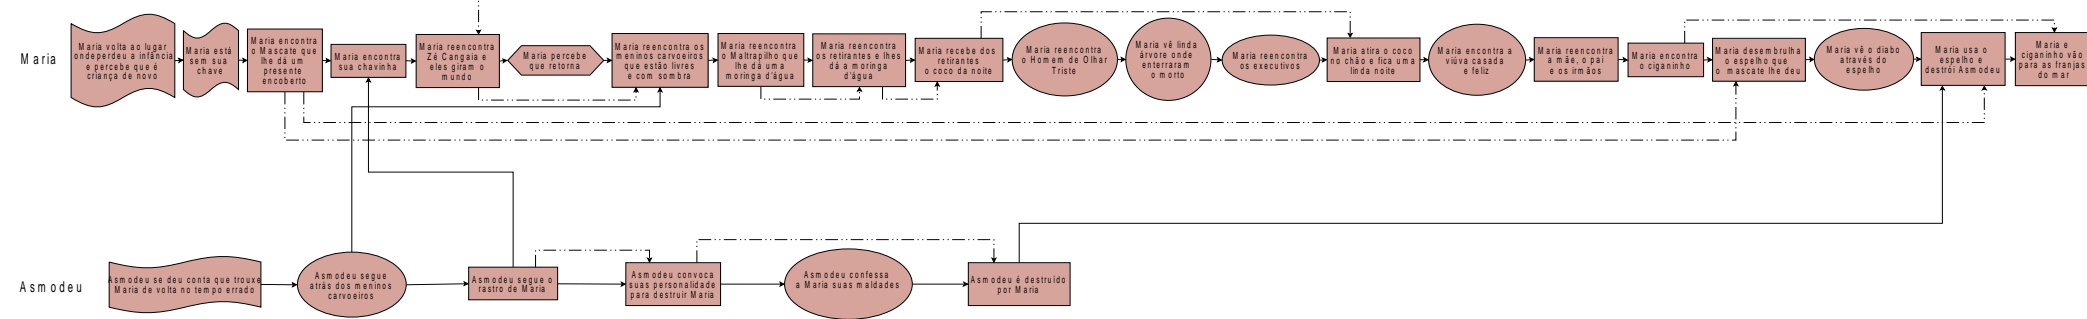 Maria
Maria volta ao lugar
ondeperdeu a infância
e percebe que é
criança de novo
Maria está
sem sua
chave
Maria encontra
o Mascate que
lhe dá um
presente
encoberto
Maria encontra
sua chavinha
Maria reencontra
Zé Cangaia e
eles giram o
mundo
Maria percebe
que retorna
Maria reencontra os
meninos carvoeiros
que estão livres
e com sombra
Maria reencontra
o Maltrapilho que
lhe dá uma
moringa d'água
Maria reencontra
os retirantes e lhes
dá a moringa
d'água
Maria recebe dos
retirantes
o coco da noite
Maria reencontra
o Homem de Olhar
Triste
Maria vê linda
árvore onde
enterraram
o morto
Maria reencontra
os executivos
Maria atira o coco
no chão e fica uma
linda noite
Maria encontra a
viúva casada
e feliz
Maria reencontra
a mãe, o pai
e os irmãos
Maria encontra
o ciganinho
Maria desembrulha
o espelho que
o mascate lhe deu
Maria vê o diabo
através do
espelho
Maria usa o
espelho e
destrói Asmodeu
Maria e
ciganinho vão
para as franjas
do mar
Asmodeu
Asmodeu se deu conta que trouxe
Maria de volta no tempo errado
Asmodeu segue
atrás dos meninos
carvoeiros
Asmodeu segue o
rastro de Maria
Asmodeu convoca
suas personalidade
para destruir Maria
Asmodeu confessa
a Maria suas maldades
Asmodeu é destruído
por Maria